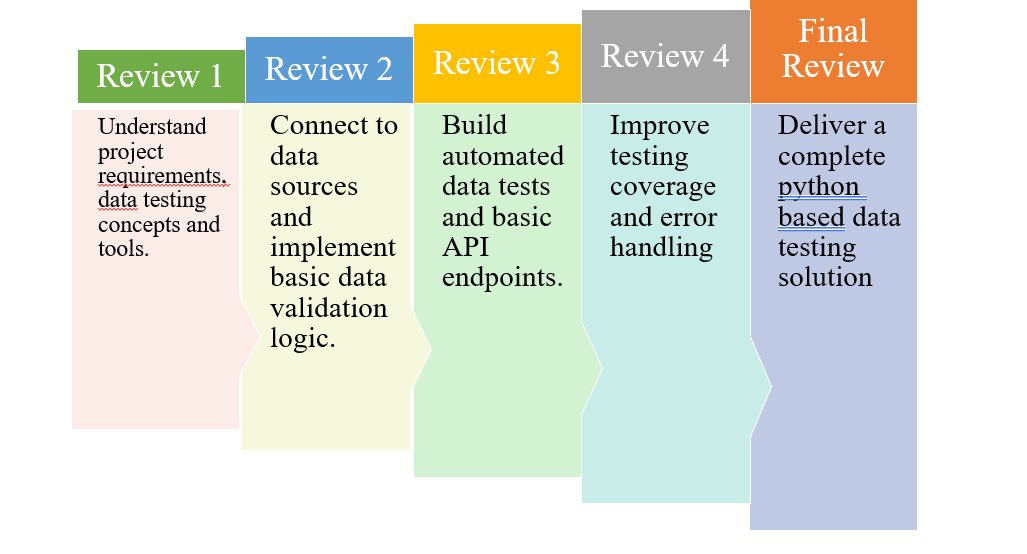 Review 1
Understand
project
requirements,
data testing
concepts and
tools.
Review 2
Connect to
data
sources
and
implement
basic data
validation
logic.
Review 3
Build
automated
data tests
and basic
API
endpoints.
Review 4
Improve
testing
coverage
and error
handling
Final
Review
Deliver a
complete
python
based data
testing
solution